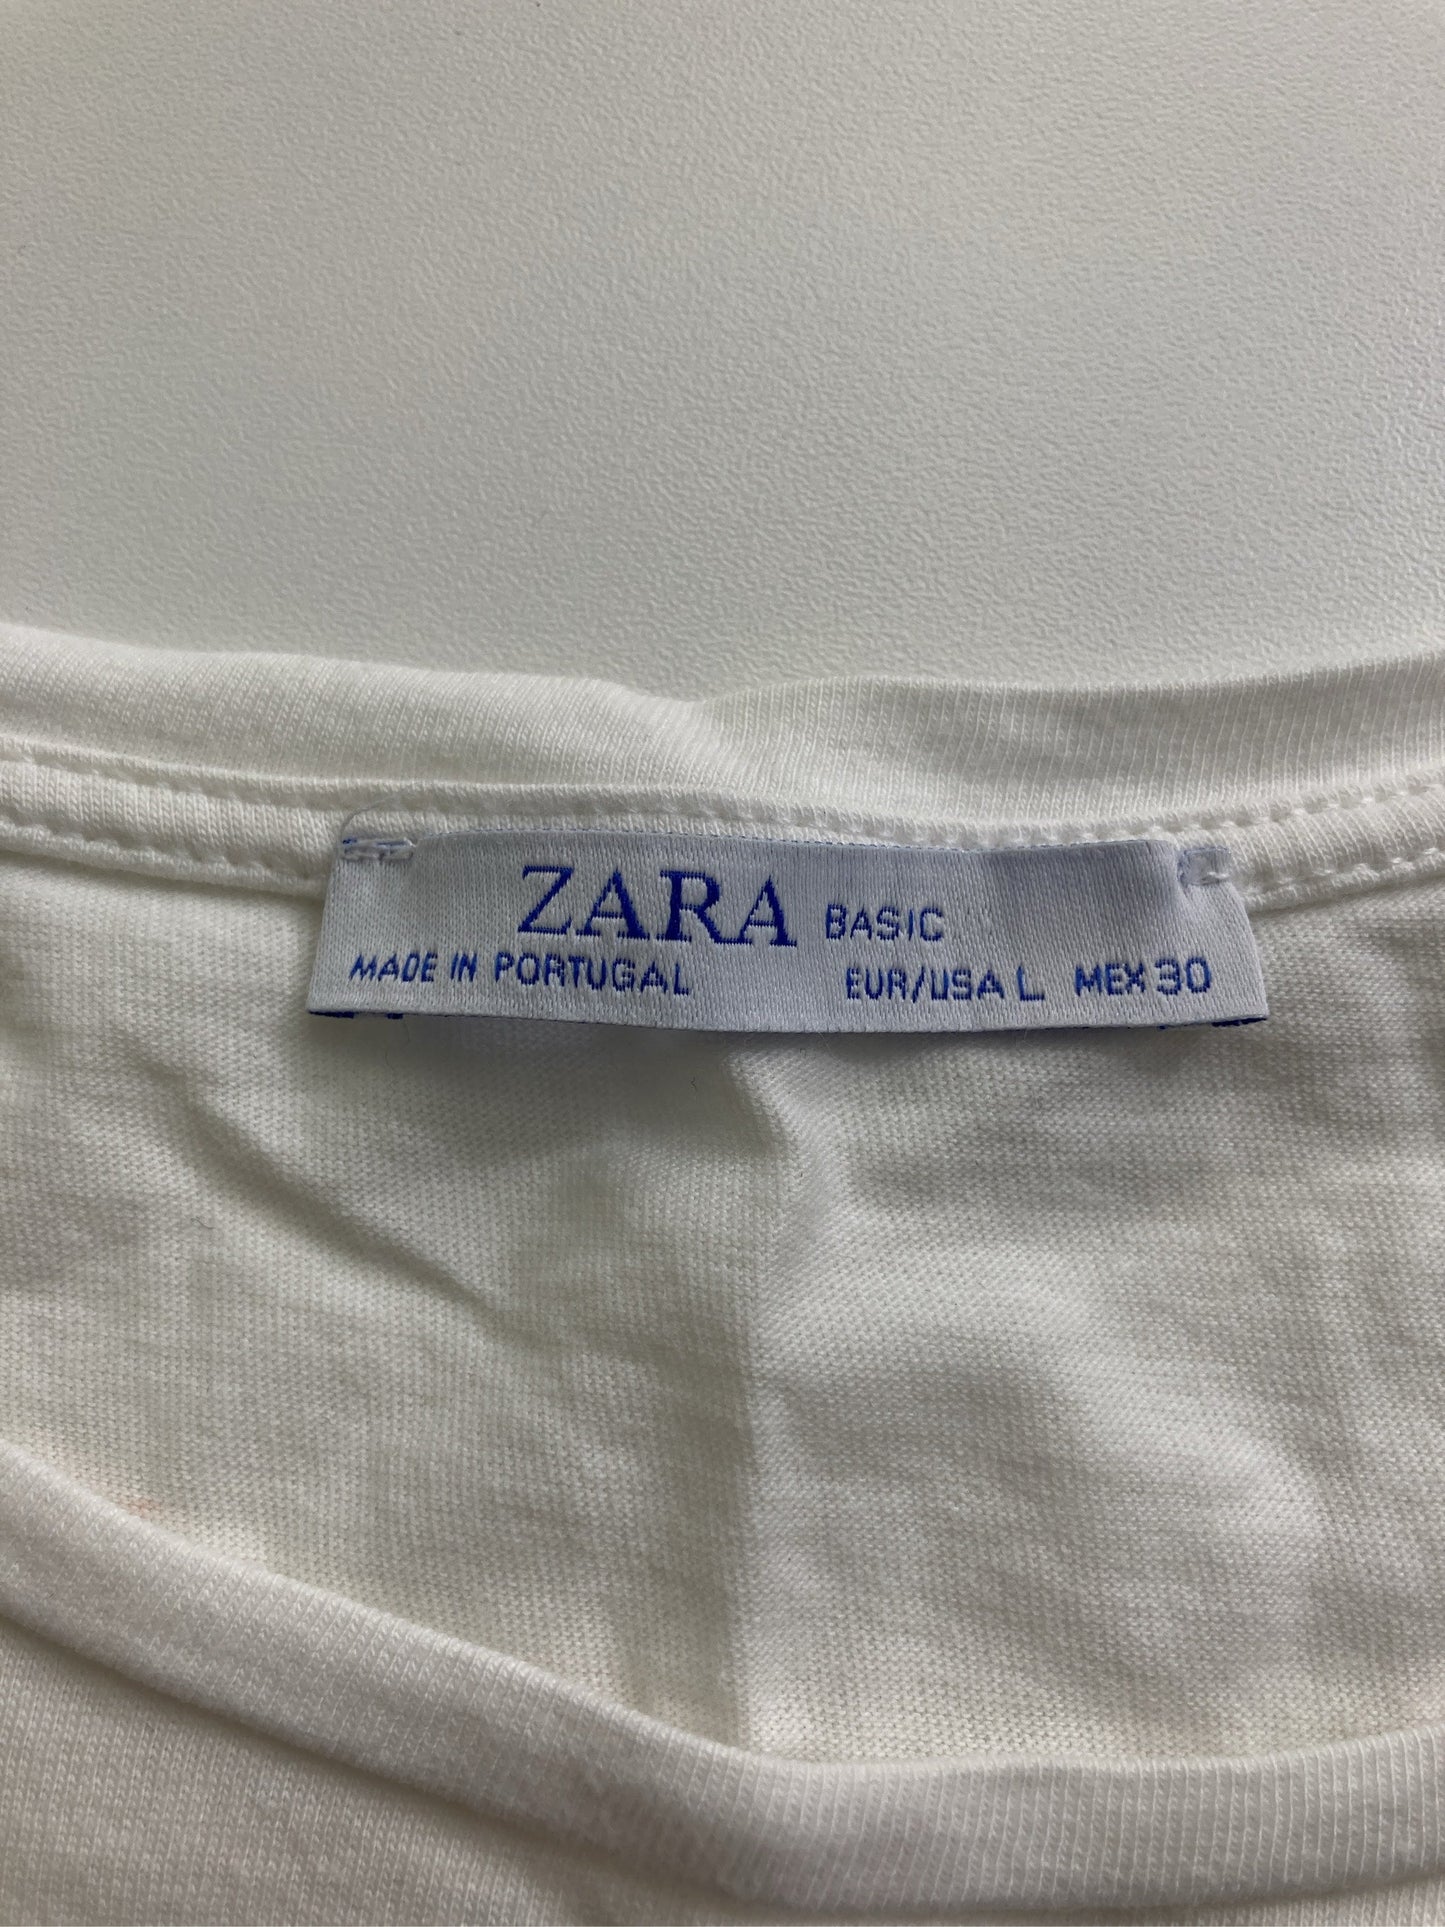 ZARA BASIC
MADE IN PORTUGAL EUR/USA L MEX 30